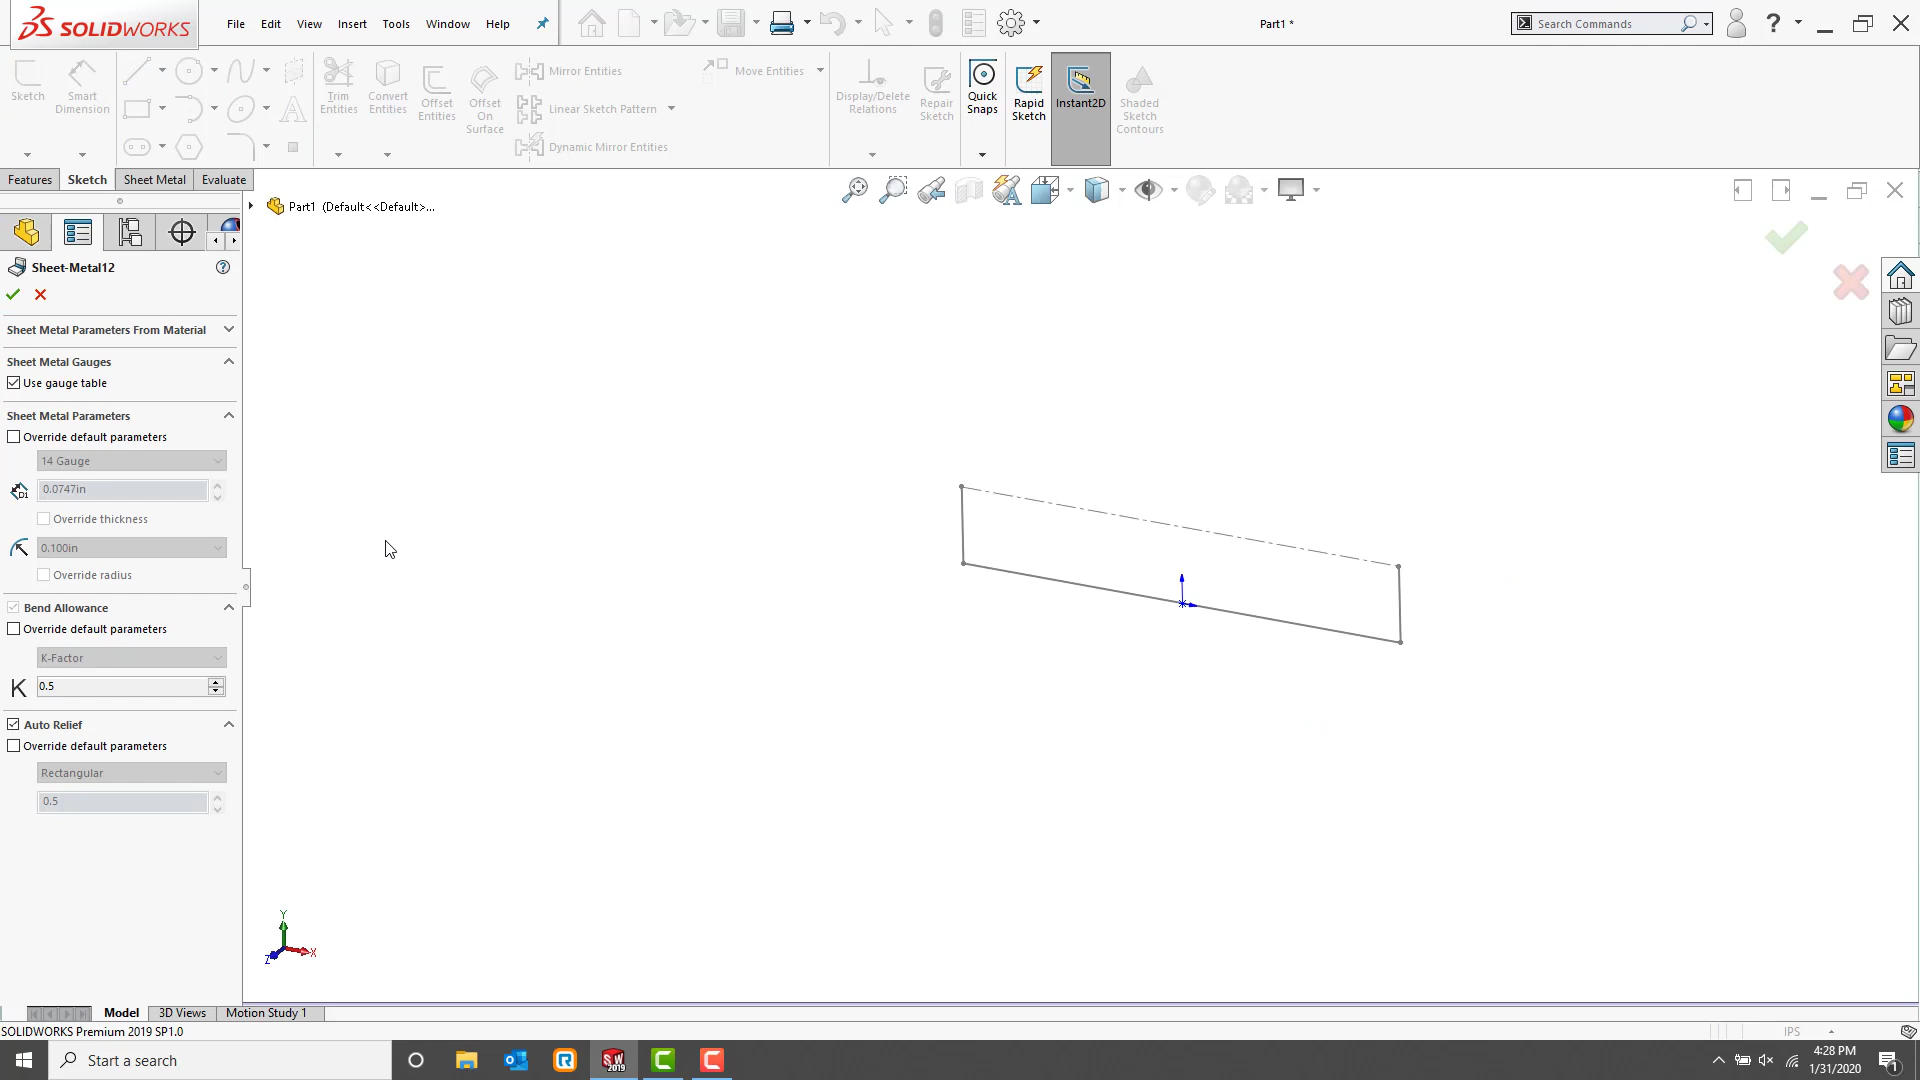 SOLIDWORKS
File Edit View Insert Tools Window Help
Part1 *
Search Commands
Sketch
Smart Dimension
Trim Entities
Convert Entities
Offset Entities
Offset On Surface
Mirror Entities
Linear Sketch Pattern
Dynamic Mirror Entities
Move Entities
Display/Delete Relations
Repair Sketch
Quick Snaps
Rapid Sketch
Instant2D
Shaded Sketch Contours
Features Sketch Sheet Metal Evaluate
Part1 (Default<<Default>...
Sheet-Metal12
Sheet Metal Parameters From Material
Sheet Metal Gauges
Use gauge table
Sheet Metal Parameters
Override default parameters
14 Gauge
0.0747in
Override thickness
0.100in
Override radius
Bend Allowance
Override default parameters
K-Factor
K 0.5
Auto Relief
Override default parameters
Rectangular
0.5
Y
X
Z
Model 3D Views Motion Study 1
SOLIDWORKS Premium 2019 SP1.0
IPS
Start a search
4:28 PM
1/31/2020